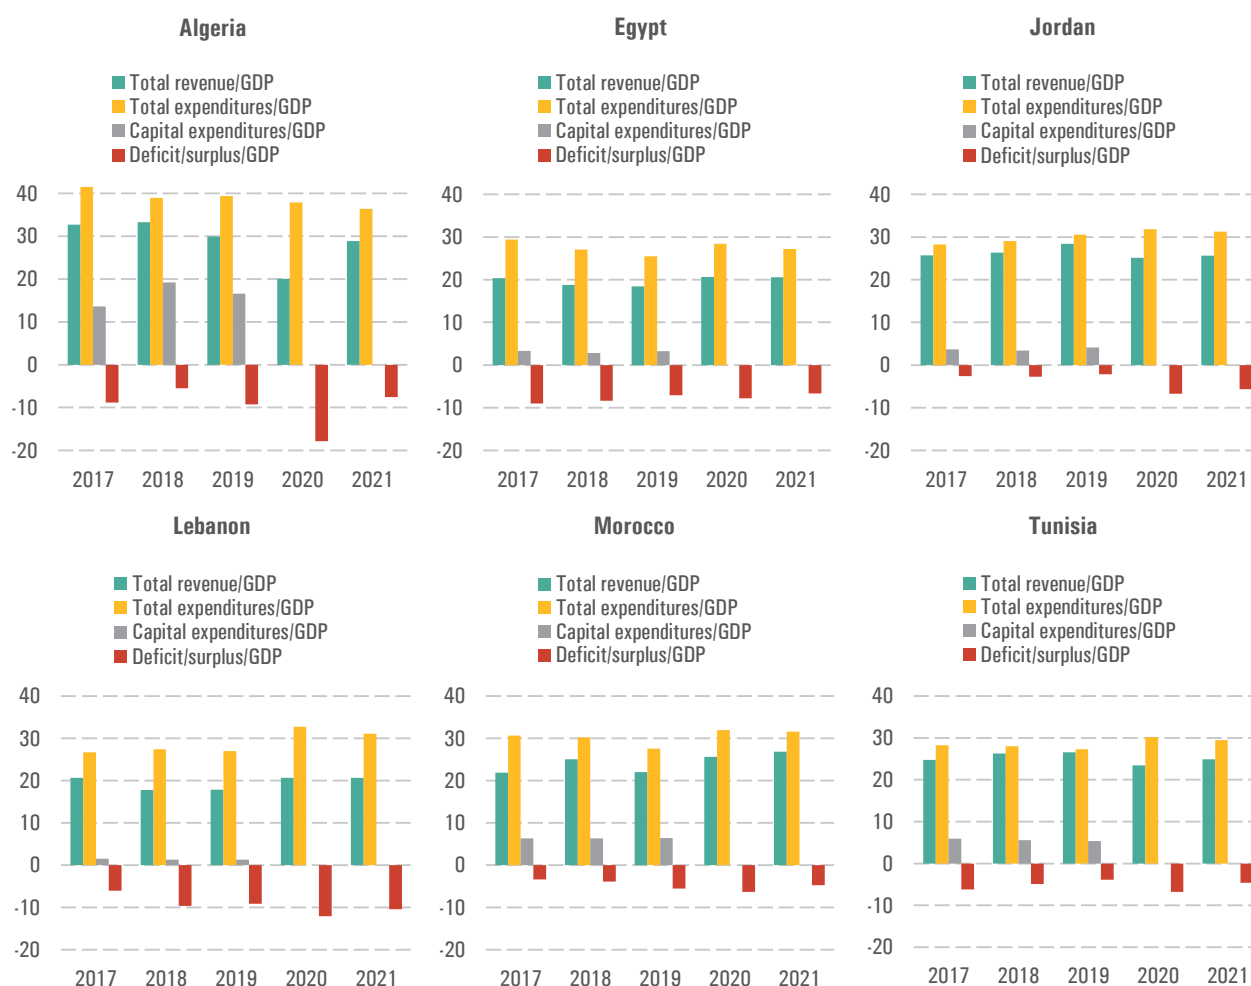 Algeria
Total revenue/GDP
Total expenditures/GDP
Capital expenditures/GDP
Deficit/surplus/GDP
40
30
20
10
0
-10
-20
2017 2018 2019 2020 2021
Egypt
Total revenue/GDP
Total expenditures/GDP
Capital expenditures/GDP
Deficit/surplus/GDP
40
30
20
10
0
-10
-20
2017 2018 2019 2020 2021
Jordan
Total revenue/GDP
Total expenditures/GDP
Capital expenditures/GDP
Deficit/surplus/GDP
40
30
20
10
0
-10
-20
2017 2018 2019 2020 2021
Lebanon
Total revenue/GDP
Total expenditures/GDP
Capital expenditures/GDP
Deficit/surplus/GDP
40
30
20
10
0
-10
-20
2017 2018 2019 2020 2021
Morocco
Total revenue/GDP
Total expenditures/GDP
Capital expenditures/GDP
Deficit/surplus/GDP
40
30
20
10
0
-10
-20
2017 2018 2019 2020 2021
Tunisia
Total revenue/GDP
Total expenditures/GDP
Capital expenditures/GDP
Deficit/surplus/GDP
40
30
20
10
0
-10
-20
2017 2018 2019 2020 2021